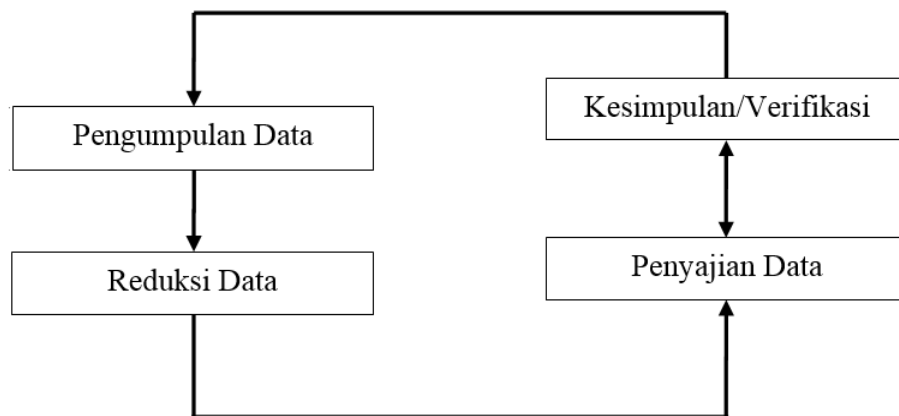 Pengumpulan Data
Reduksi Data
Kesimpulan/Verifikasi
Penyajian Data